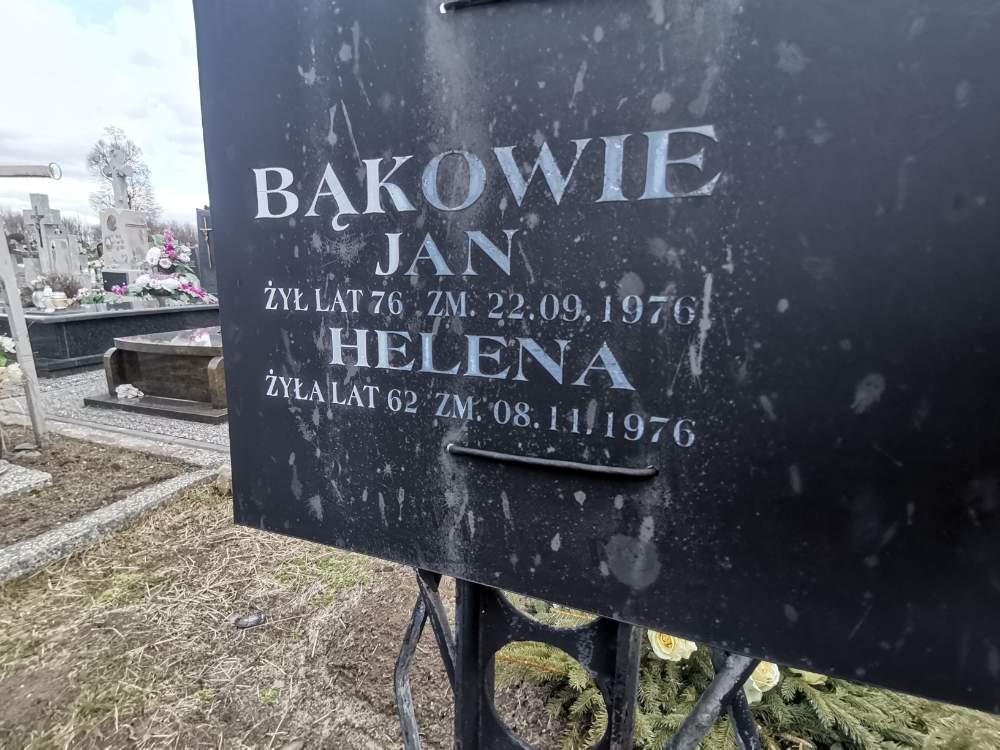 BĄKOWIE
JAN
ŻYŁ LAT 76 ZM. 22.09.1976
HELENA
ŻYŁA LAT 62 ZM. 08.11.1976